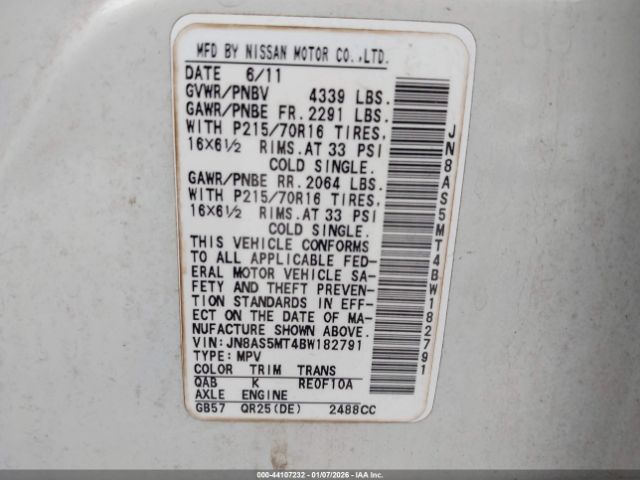 MFD BY NISSAN MOTOR CO.,LTD.
DATE 6/11
GVWR/PNBV 4339 LBS.
GAWR/PNBE FR. 2291 LBS.
WITH P215/70R16 TIRES,
16X6½ RIMS.AT 33 PSI
COLD SINGLE.
GAWR/PNBE RR. 2064 LBS.
WITH P215/70R16 TIRES,
16X6½ RIMS.AT 33 PSI
COLD SINGLE.
THIS VEHICLE CONFORMS
TO ALL APPLICABLE FED-
ERAL MOTOR VEHICLE SA-
FETY AND THEFT PREVEN-
TION STANDARDS IN EFF-
ECT ON THE DATE OF MA-
NUFACTURE SHOWN ABOVE.
VIN: JN8AS5MT4BW182791
TYPE: MPV
COLOR TRIM TRANS
QAB K RE0F10A
AXLE ENGINE
GB57 QR25(DE) 2488CC
JN8AS5MT4BW182791
000-44107232 - 01/07/2026 - IAAI.COM